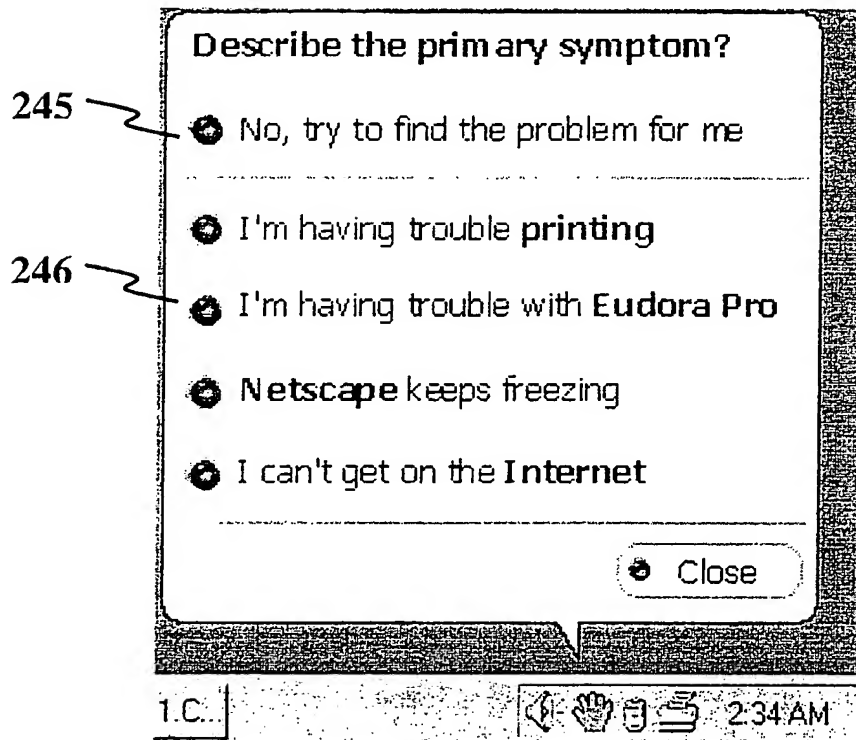 Describe the primary symptom?
245
No, try to find the problem for me
I'm having trouble printing
246
I'm having trouble with Eudora Pro
Netscape keeps freezing
I can't get on the Internet
Close
1.C...
2:34 AM